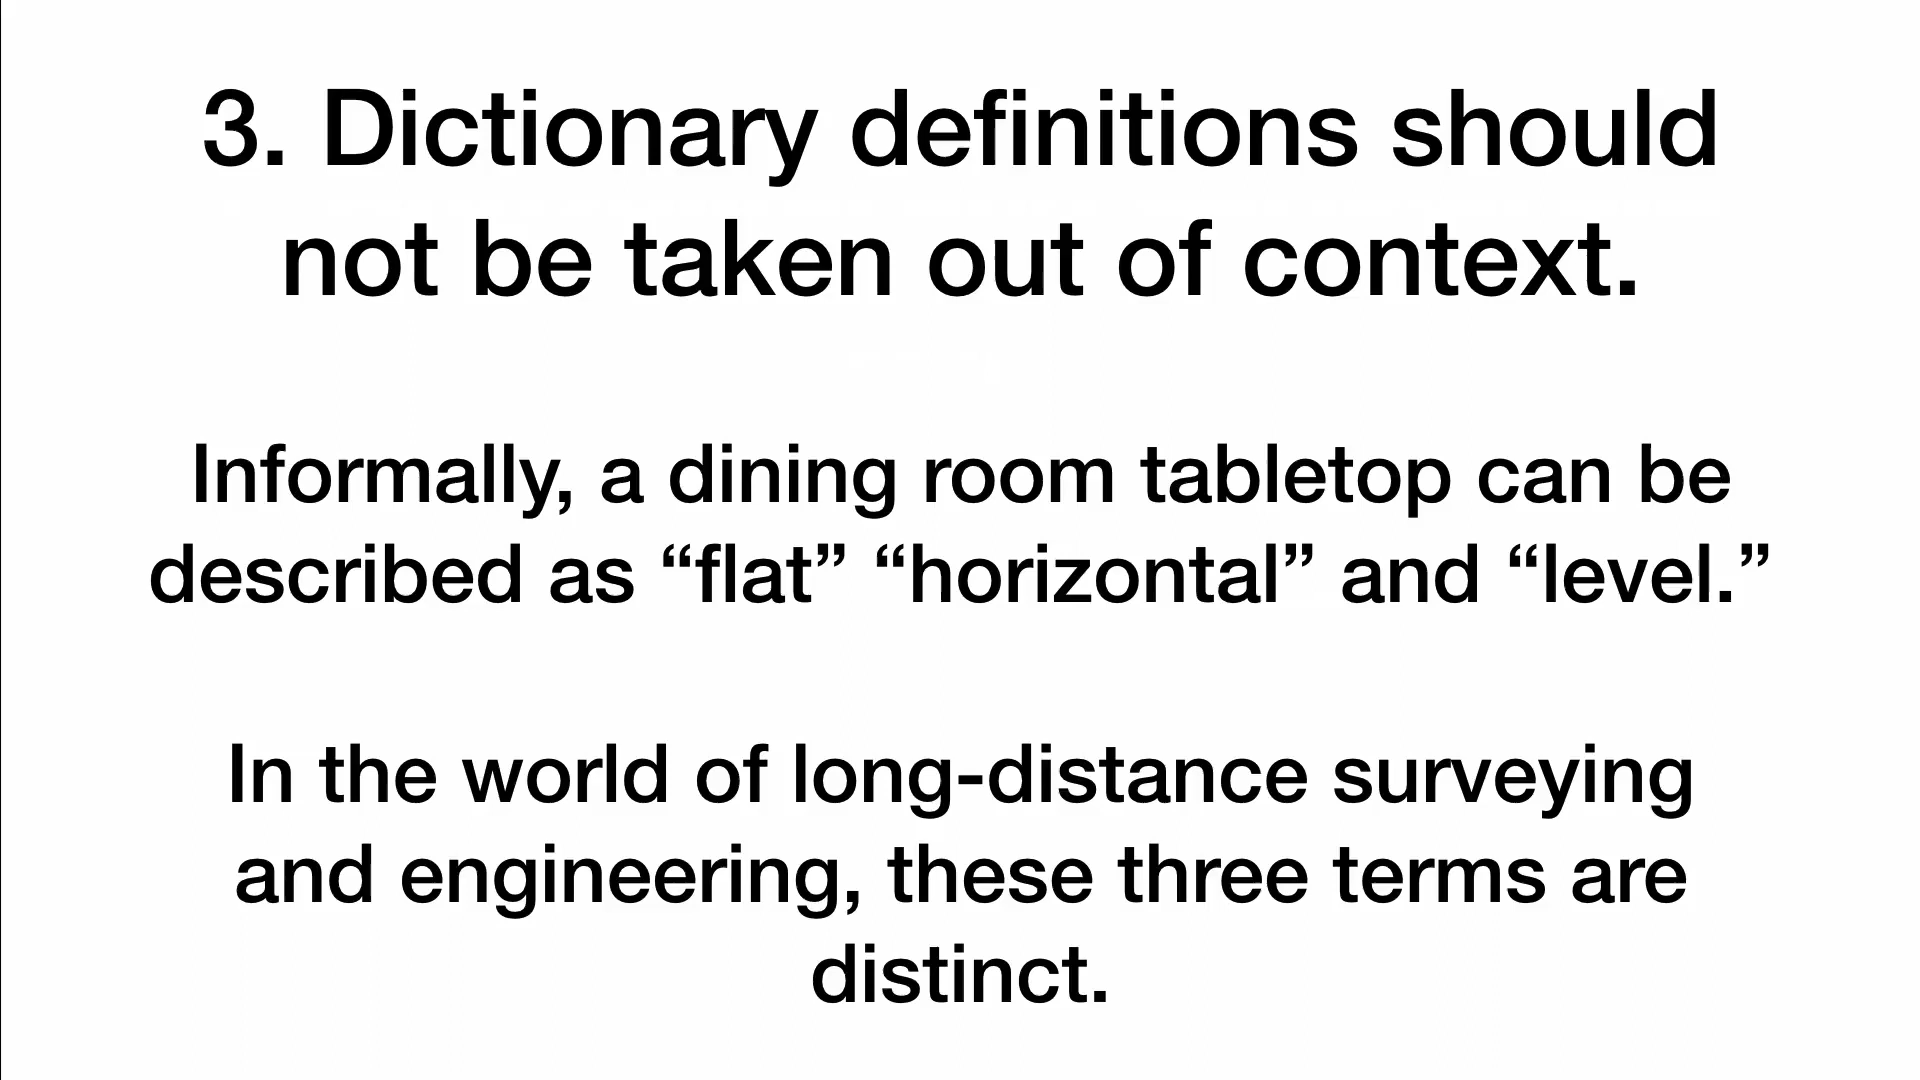 3. Dictionary definitions should
not be taken out of context.
Informally, a dining room tabletop can be
described as “flat” “horizontal” and “level.”
In the world of long-distance surveying
and engineering, these three terms are
distinct.